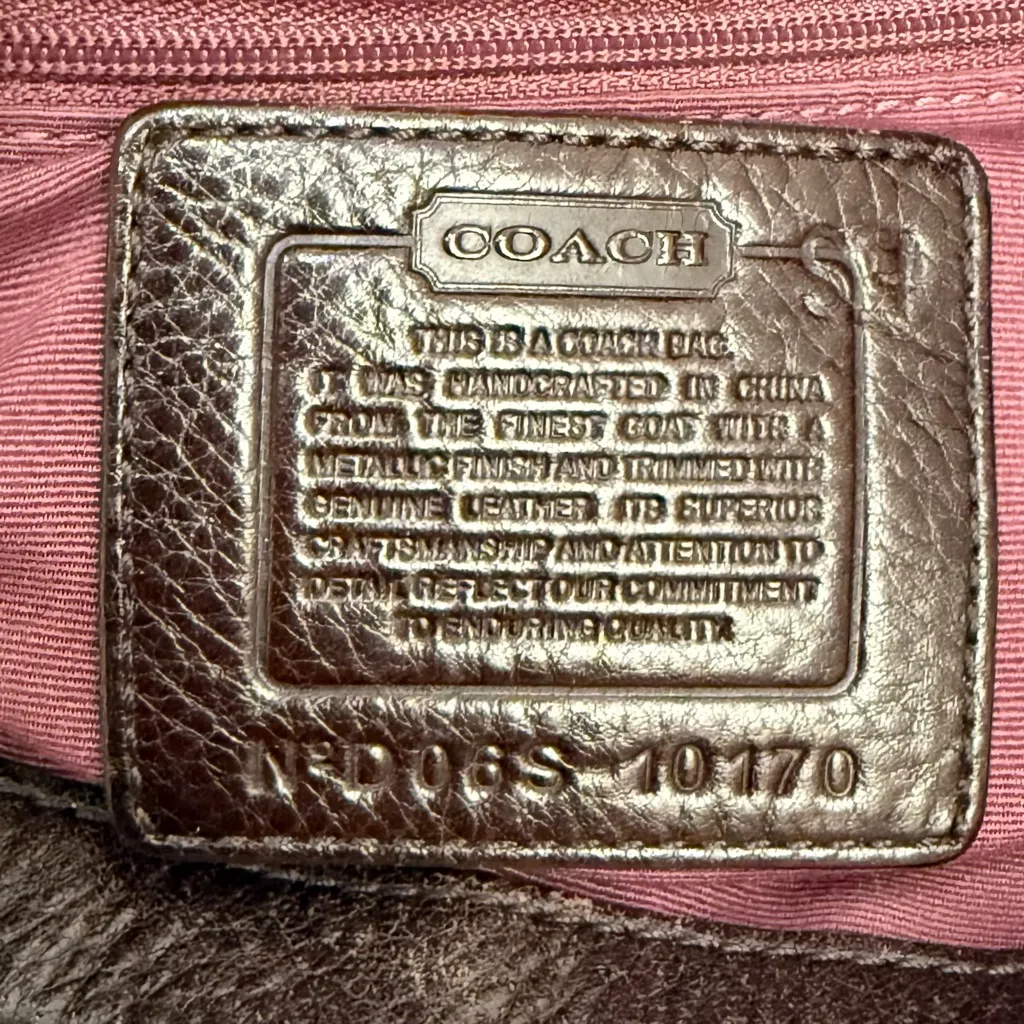 COACH
THIS IS A COACH BAG.
IT WAS HANDCRAFTED IN CHINA
FROM THE FINEST GOAT WITH A
METALLIC FINISH AND TRIMMED WITH
GENUINE LEATHER. ITS SUPERIOR
CRAFTSMANSHIP AND ATTENTION TO
DETAIL REFLECT OUR COMMITMENT
TO ENDURING QUALITY.
D06S-10170